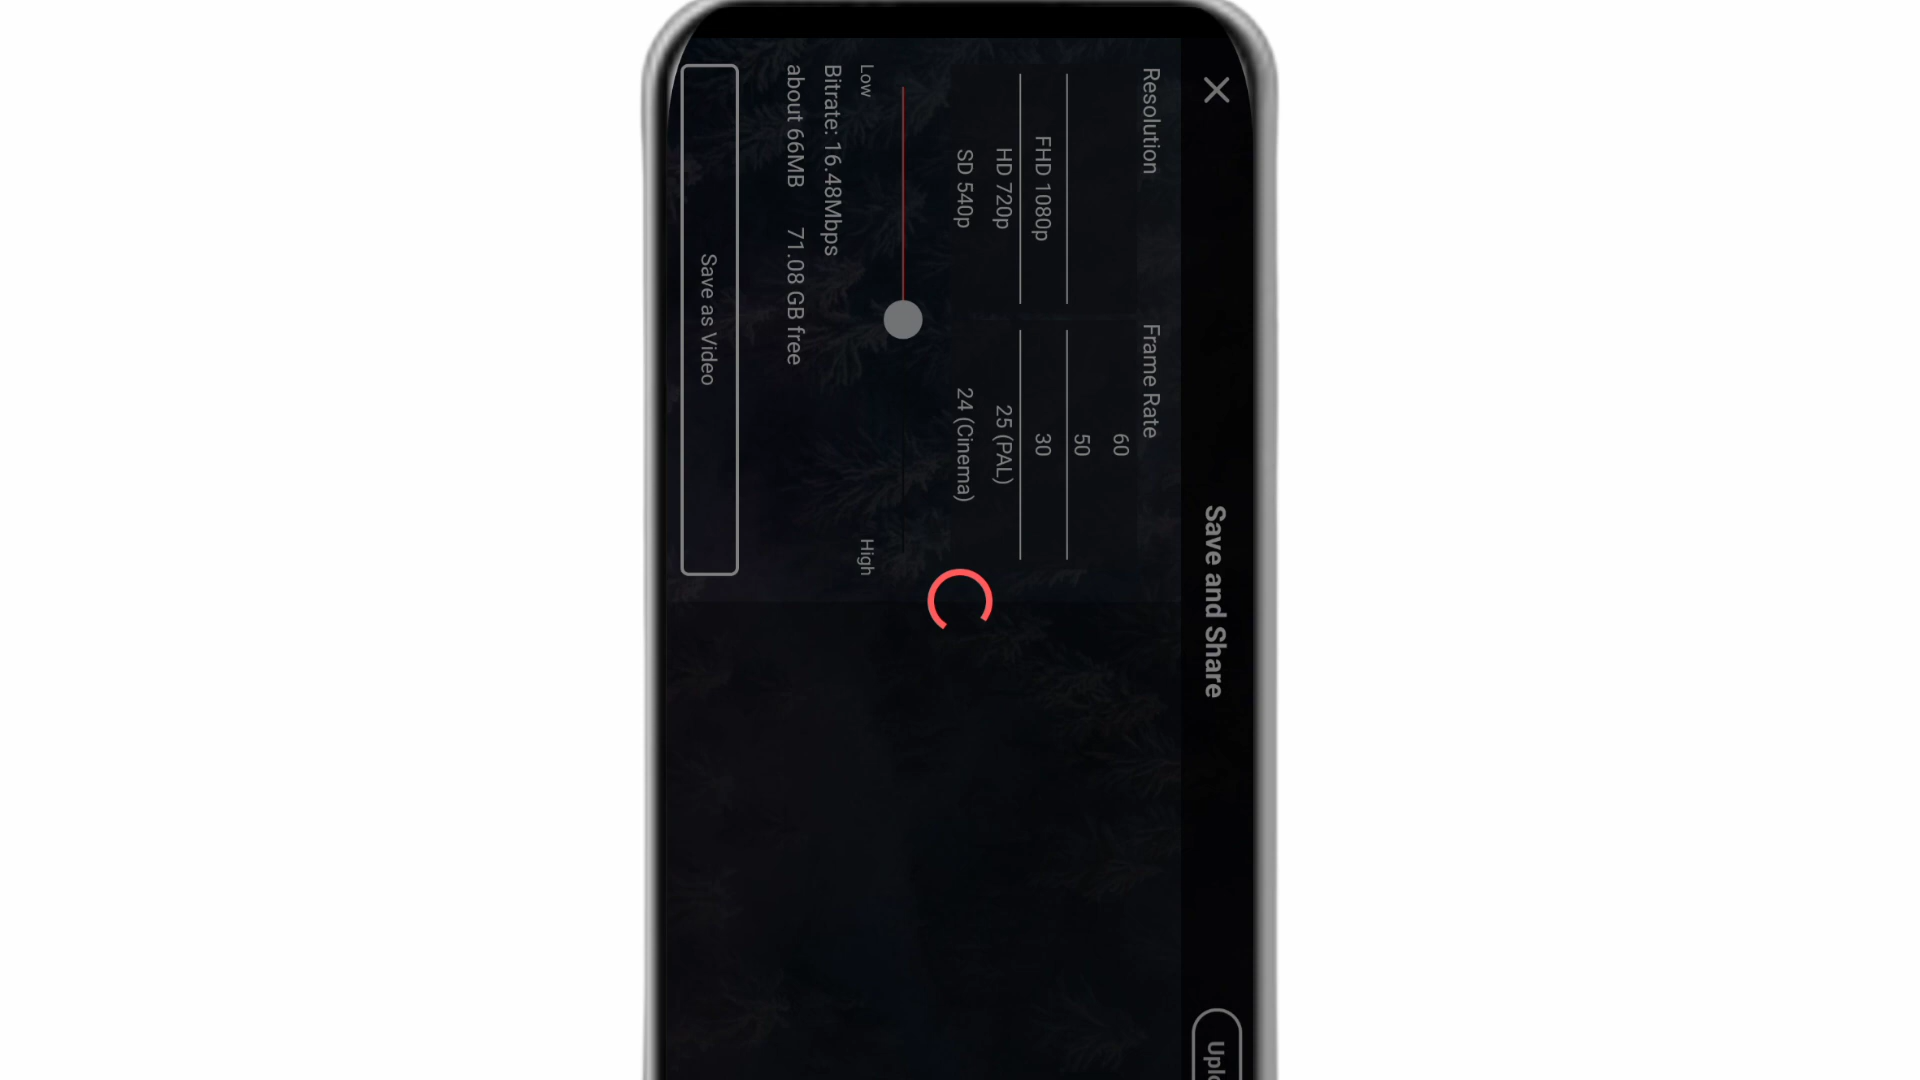 Save and Share
Resolution
FHD 1080p
HD 720p
SD 540p
Frame Rate
60
50
30
25 (PAL)
24 (Cinema)
Low
High
Bitrate: 16.48Mbps
about 66MB 71.08 GB free
Save as Video